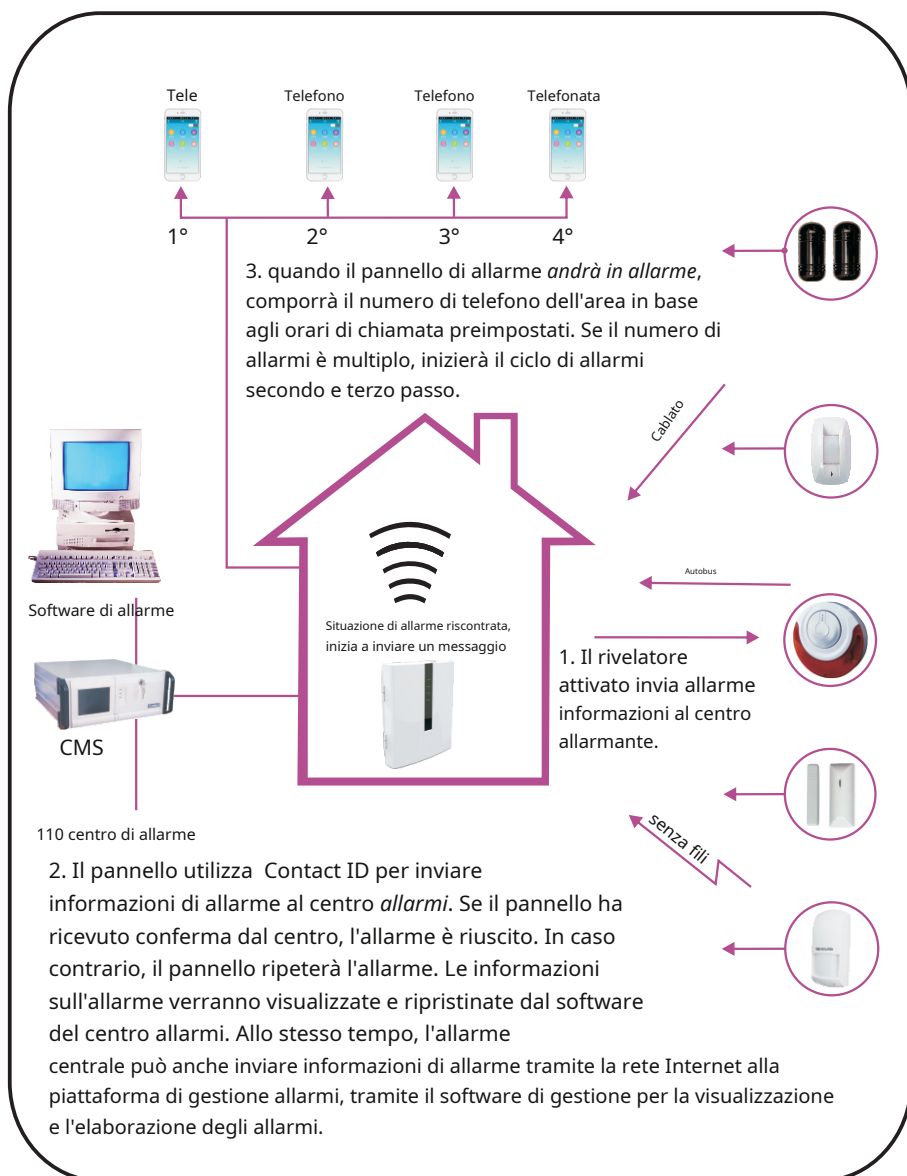 Tele
Telefono
Telefono
Telefonata
1°
2°
3°
4°
3. quando il pannello di allarme andrà in allarme,
comporrà il numero di telefono dell'area in base
agli orari di chiamata preimpostati. Se il numero di
allarmi è multiplo, inizierà il ciclo di allarmi
secondo e terzo passo.
Cablato
Autobus
Software di allarme
Situazione di allarme riscontrata,
inizia a inviare un messaggio
1. Il rivelatore
attivato invia allarme
informazioni al centro
allarmante.
CMS
senza fili
110 centro di allarme
2. Il pannello utilizza Contact ID per inviare
informazioni di allarme al centro allarmi. Se il pannello ha
ricevuto conferma dal centro, l'allarme è riuscito. In caso
contrario, il pannello ripeterà l'allarme. Le informazioni
sull'allarme verranno visualizzate e ripristinate dal software
del centro allarmi. Allo stesso tempo, l'allarme
centrale può anche inviare informazioni di allarme tramite la rete Internet alla
piattaforma di gestione allarmi, tramite il software di gestione per la visualizzazione
e l'elaborazione degli allarmi.